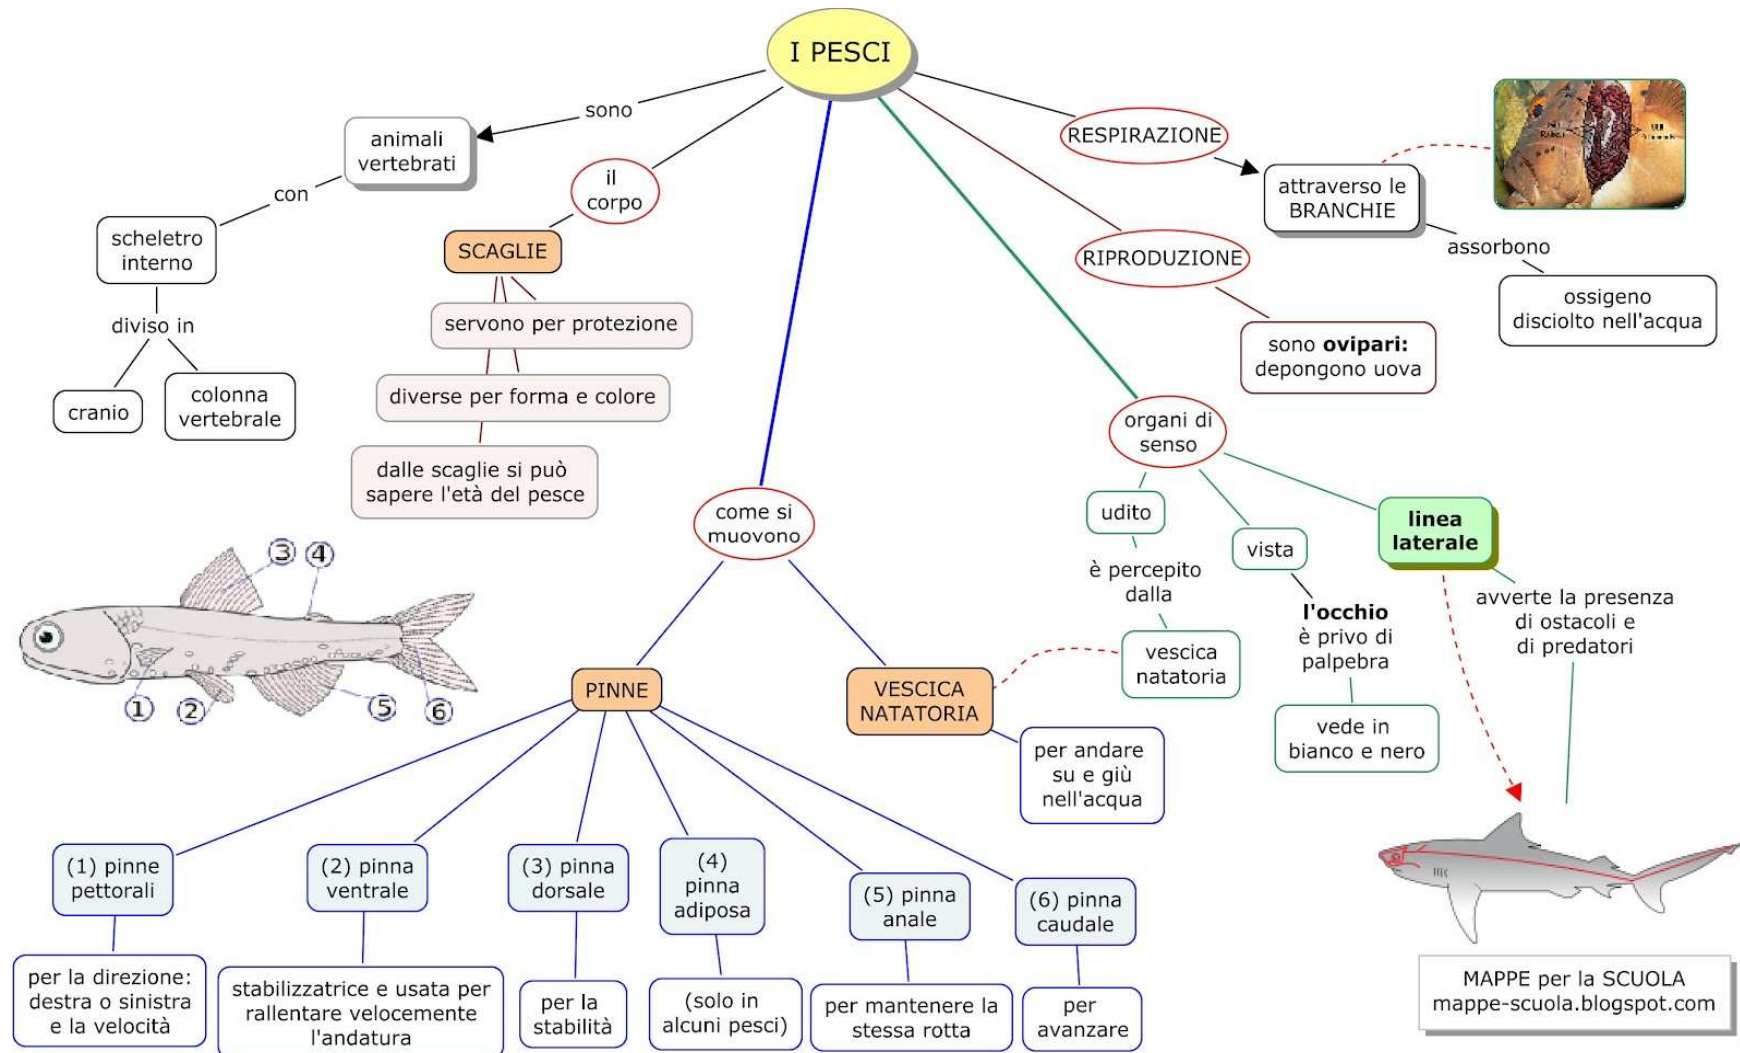 I PESCI
sono
animali
vertebrati
con
scheletro
interno
diviso in
cranio
colonna
vertebrale
il
corpo
SCAGLIE
servono per protezione
diverse per forma e colore
dalle scaglie si può
sapere l'età del pesce
RESPIRAZIONE
attraverso le
BRANCHIE
assorbono
ossigeno
disciolto nell'acqua
RIPRODUZIONE
sono ovipari:
depongono uova
organi di
senso
udito
è percepito
dalla
vescica
natatoria
vista
l'occhio
è privo di
palpebra
vede in
bianco e nero
linea
laterale
avverte la presenza
di ostacoli e
di predatori
come si
muovono
PINNE
VESCICA
NATATORIA
per andare
su e giù
nell'acqua
3
4
1
2
5
6
(1) pinne
pettorali
per la direzione:
destra o sinistra
e la velocità
(2) pinna
ventrale
stabilizzatrice e usata per
rallentare velocemente
l'andatura
(3) pinna
dorsale
per la
stabilità
(4)
pinna
adiposa
(solo in
alcuni pesci)
(5) pinna
anale
per mantenere la
stessa rotta
(6) pinna
caudale
per
avanzare
MAPPE per la SCUOLA
mappe-scuola.blogspot.com